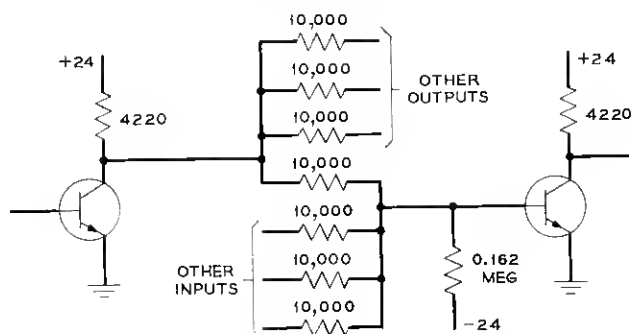 10,000
+24
10,000
OTHER
OUTPUTS
+24
4220
10,000
4220
10,000
10,000
OTHER
INPUTS
10,000
0.162
MEG
10,000
-24